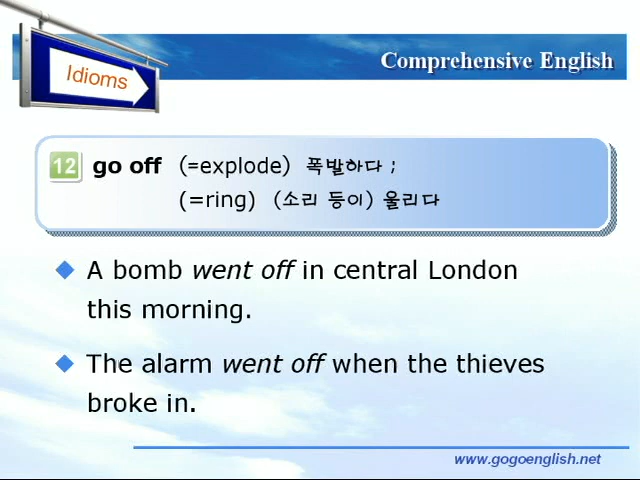 Idioms
Comprehensive English
12 go off (=explode) 폭발하다 ;
(=ring) (소리 등이) 울리다
A bomb went off in central London
this morning.
The alarm went off when the thieves
broke in.
www.gogoenglish.net